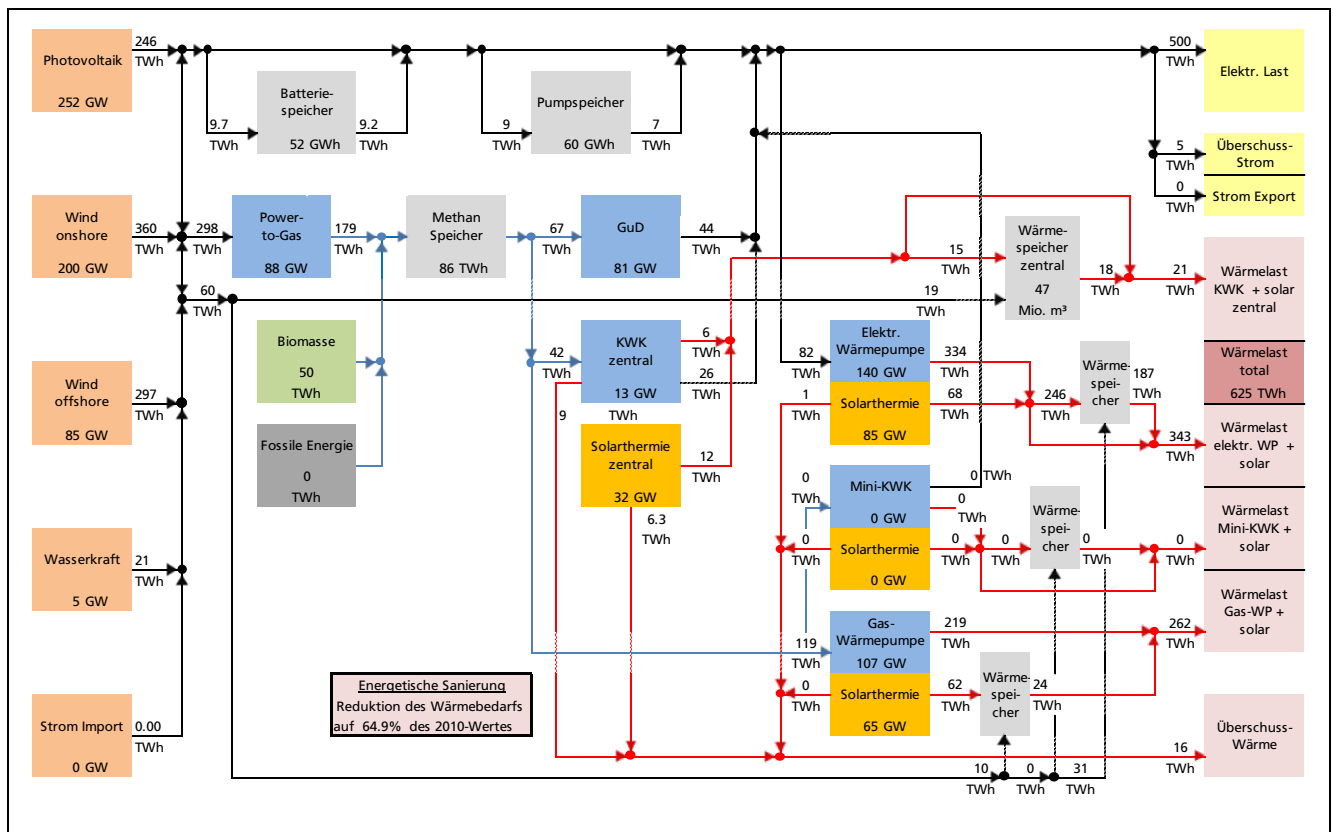 Photovoltaik
252 GW
246
TWh
Batterie-
speicher
52 GWh
9.7
TWh
9.2
TWh
Pumpspeicher
60 GWh
9
TWh
7
TWh
500
TWh
Elektr. Last
5
TWh
Überschuss-
Strom
0
TWh
Strom Export
Wind
onshore
200 GW
360
TWh
298
TWh
Power-
to-Gas
88 GW
179
TWh
Methan
Speicher
86 TWh
67
TWh
GuD
81 GW
44
TWh
60
TWh
15
TWh
19
TWh
Wärme-
speicher
zentral
47
Mio. m³
18
TWh
21
TWh
Wärmelast
KWK + solar
zentral
Biomasse
50
TWh
Fossile Energie
0
TWh
42
TWh
KWK
zentral
13 GW
TWh
6
TWh
26
TWh
9
Solarthermie
zentral
32 GW
12
TWh
6.3
TWh
82
TWh
Elektr.
Wärmepumpe
140 GW
334
TWh
1
TWh
Solarthermie
85 GW
68
TWh
246
TWh
Wärme-
spei-
cher
187
TWh
Wärmelast
total
625 TWh
343
TWh
Wärmelast
elektr. WP +
solar
Wind
offshore
85 GW
297
TWh
0
TWh
Mini-KWK
0 GW
0 TWh
0
TWh
0
TWh
Solarthermie
0 GW
0
TWh
0
TWh
Wärme-
spei-
cher
0
TWh
0
TWh
Wärmelast
Mini-KWK +
solar
Wasserkraft
5 GW
21
TWh
119
TWh
Gas-
Wärmepumpe
107 GW
219
TWh
262
TWh
Wärmelast
Gas-WP +
solar
0
TWh
Solarthermie
65 GW
62
TWh
Wärme-
spei-
cher
24
TWh
Strom Import
0 GW
0.00
TWh
Energetische Sanierung
Reduktion des Wärmebedarfs
auf 64.9% des 2010-Wertes
16
TWh
Überschuss-
Wärme
10
TWh
0
TWh
31
TWh